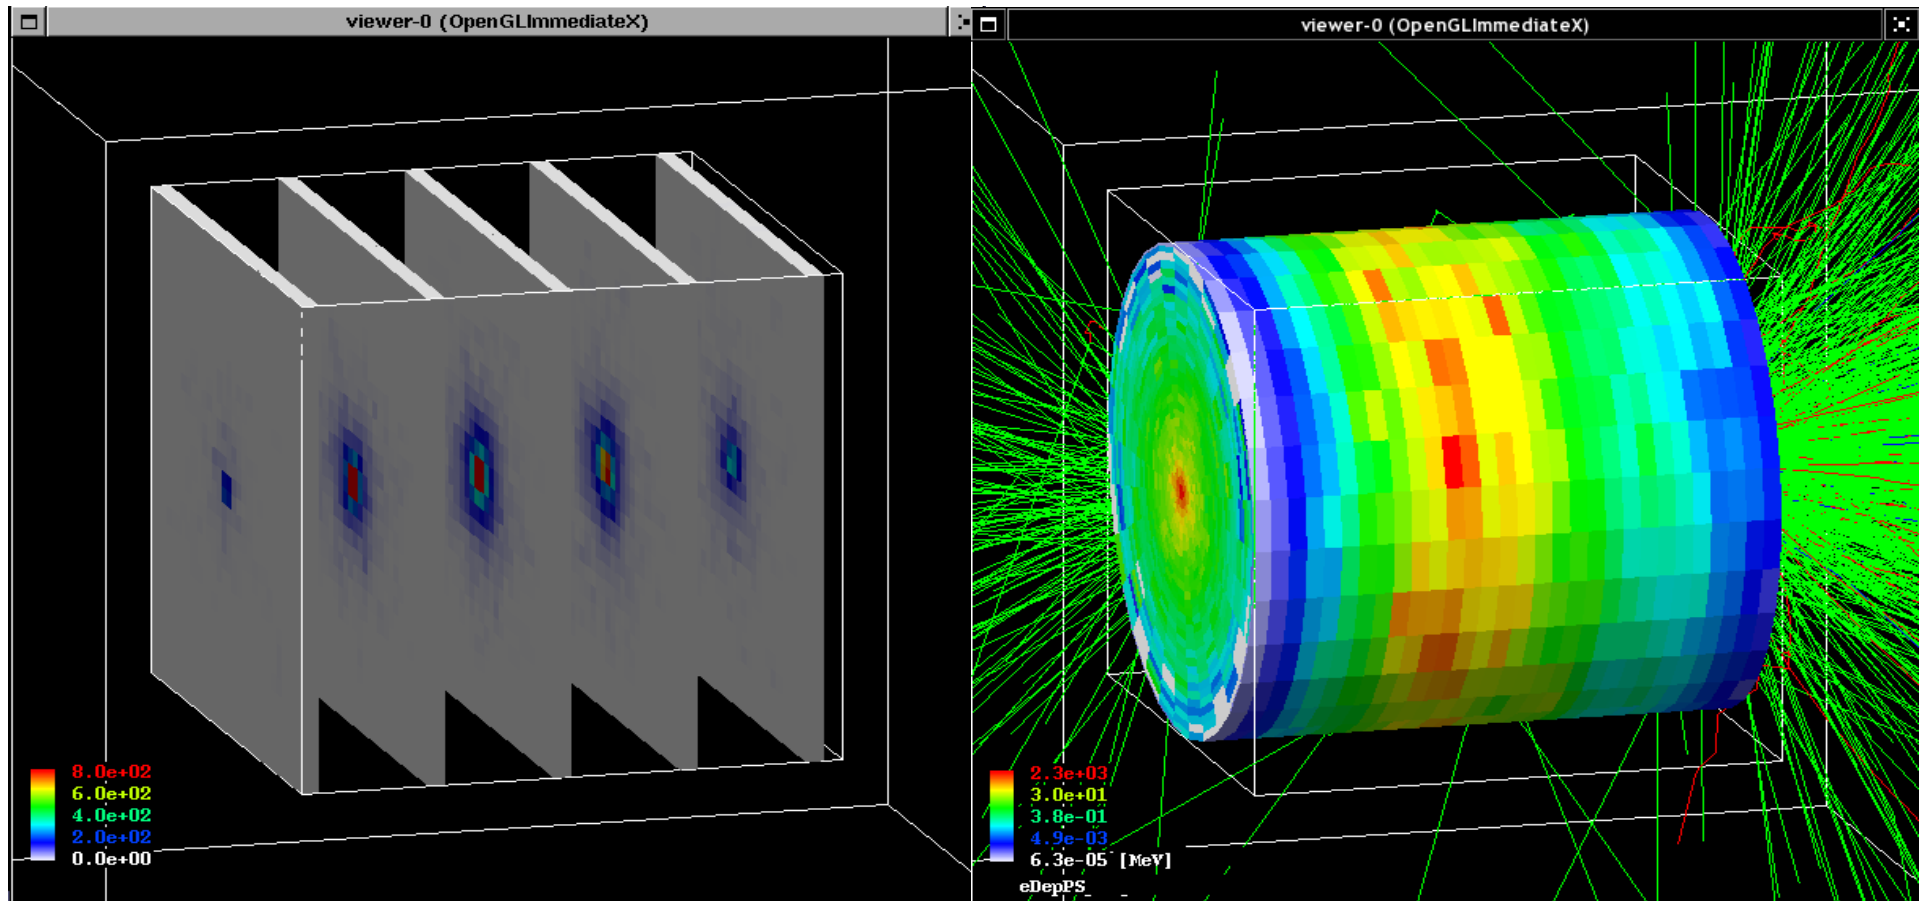 viewer-0 (OpenGLImmediateX)
8.0e+02
6.0e+02
4.0e+02
2.0e+02
0.0e+00
viewer-0 (OpenGLImmediateX)
2.3e+03
3.0e+01
3.8e-01
4.9e-03
6.3e-05 [MeV]
eDepPS_ _